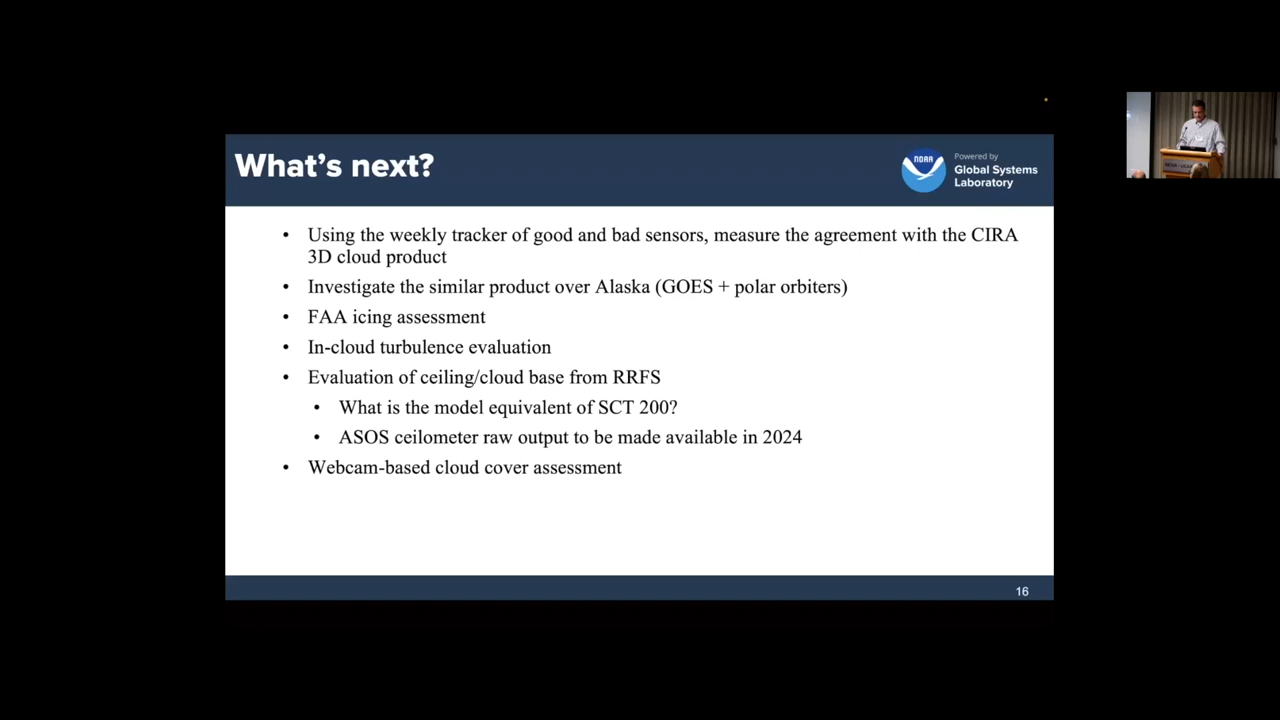 What's next?
NOAA
Powered by
Global Systems
Laboratory
• Using the weekly tracker of good and bad sensors, measure the agreement with the CIRA
3D cloud product
• Investigate the similar product over Alaska (GOES + polar orbiters)
• FAA icing assessment
• In-cloud turbulence evaluation
• Evaluation of ceiling/cloud base from RRFS
• What is the model equivalent of SCT 200?
• ASOS ceilometer raw output to be made available in 2024
• Webcam-based cloud cover assessment
16